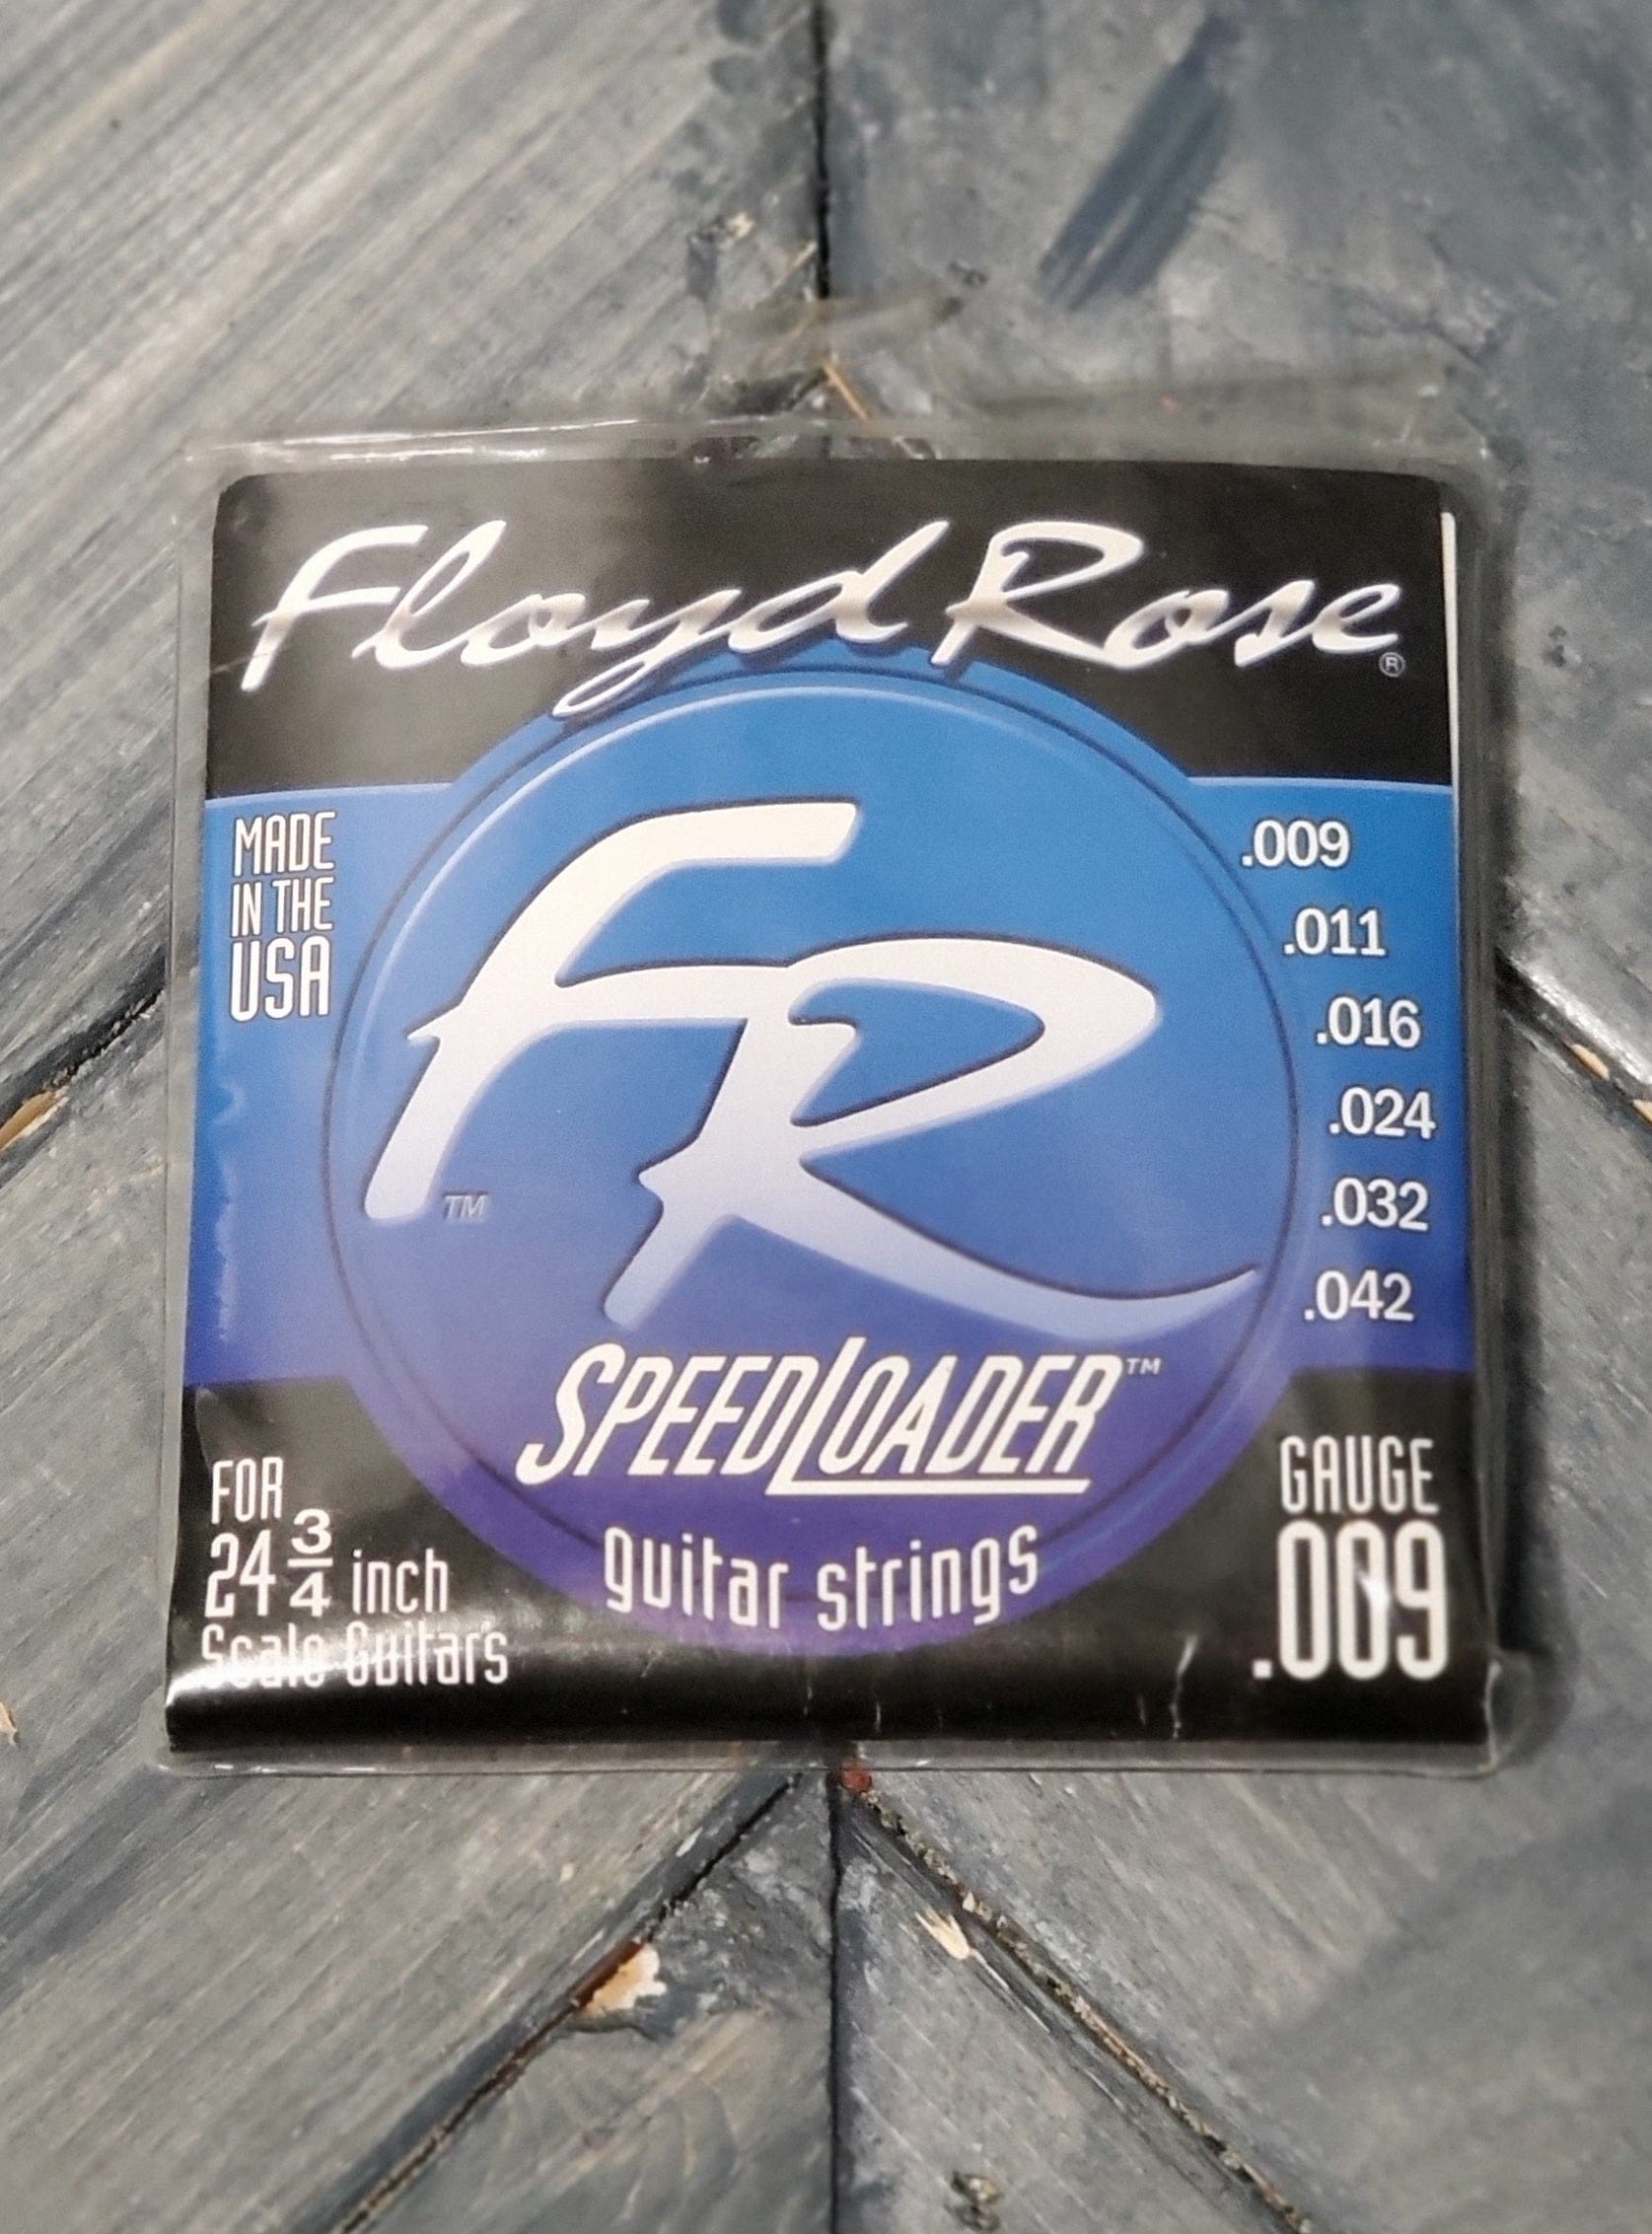 Floyd Rose®
MADE
IN THE
USA
.009
.011
.016
.024
.032
.042
FR
™
SPEEDLOADER™
guitar strings
FOR
24 3/4 inch
Scale Guitars
GAUGE
.009